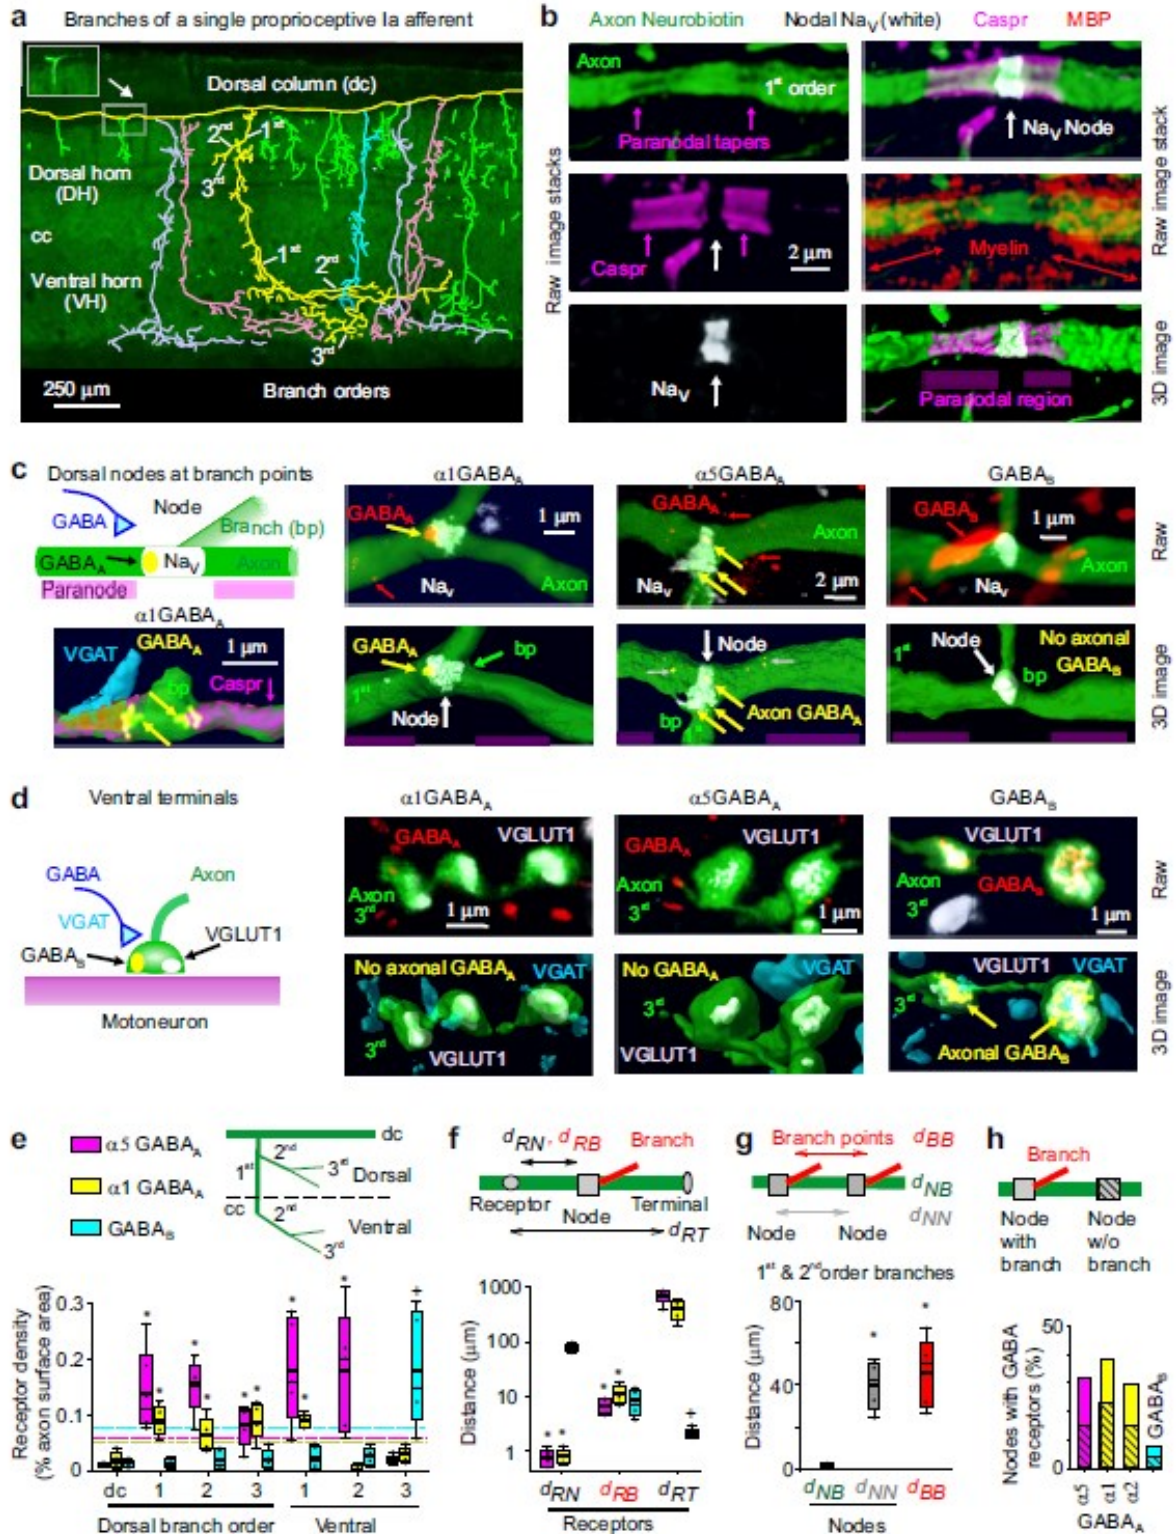 a Branches of a single proprioceptive Ia afferent
Dorsal column (dc)
2nd
1st
3rd
Dorsal horn
(DH)
cc
1st
2nd
Ventral horn
(VH)
3rd
250 µm
Branch orders
b Axon Neurobiotin Nodal NaV (white) Caspr MBP
Raw image stacks
Axon
1st order
Paranodal tapers
NaV Node
Caspr
2 µm
Myelin
NaV
Paranodal region
Raw image stack
3D image
c Dorsal nodes at branch points
GABA
Node
Branch (bp)
GABAA
NaV
Axon
Paranode
α1GABAA
VGAT
GABAA
1 µm
bp
Caspr
α1GABAA
GABAA
1 µm
NaV
Axon
GABAA
bp
1st
Node
α5GABAA
GABAA
Axon
NaV
2 µm
Node
bp
Axon GABAA
GABAB
GABAB
1 µm
Axon
1st
Node
No axonal
GABAB
bp
Raw
3D image
d Ventral terminals
GABA
Axon
VGAT
VGLUT1
GABAB
Motoneuron
α1GABAA
GABAA
VGLUT1
Axon
3rd
1 µm
No axonal GABAA
VGAT
3rd
VGLUT1
α5GABAA
GABAA
VGLUT1
Axon
3rd
1 µm
No GABAA
VGAT
3rd
VGLUT1
GABAB
VGLUT1
Axon
GABAB
3rd
1 µm
VGLUT1 VGAT
3rd
Axonal GABAB
Raw
3D image
e
α5 GABAA
α1 GABAA
GABAB
dc
2nd
1st
3rd
Dorsal
cc
2nd
Ventral
3rd
Receptor density
(% axon surface area)
0.3
0.2
0.1
0
* * * * * * * * * +
dc 1 2 3 1 2 3
Dorsal branch order Ventral
f
dRN, dRB Branch
Receptor
Node
Terminal
dRT
Distance (µm)
1000
100
10
1
* * * * +
dRN dRB dRT
Receptors
g
Branch points dBB
dNB
dNN
Node Node
1st & 2nd order branches
Distance (µm)
80
40
0
* *
dNB dNN dBB
Nodes
h
Branch
Node
with
branch
Node
w/o
branch
Nodes with GABA
receptors (%)
50
0
α5 α1 α2 GABAB
GABAA